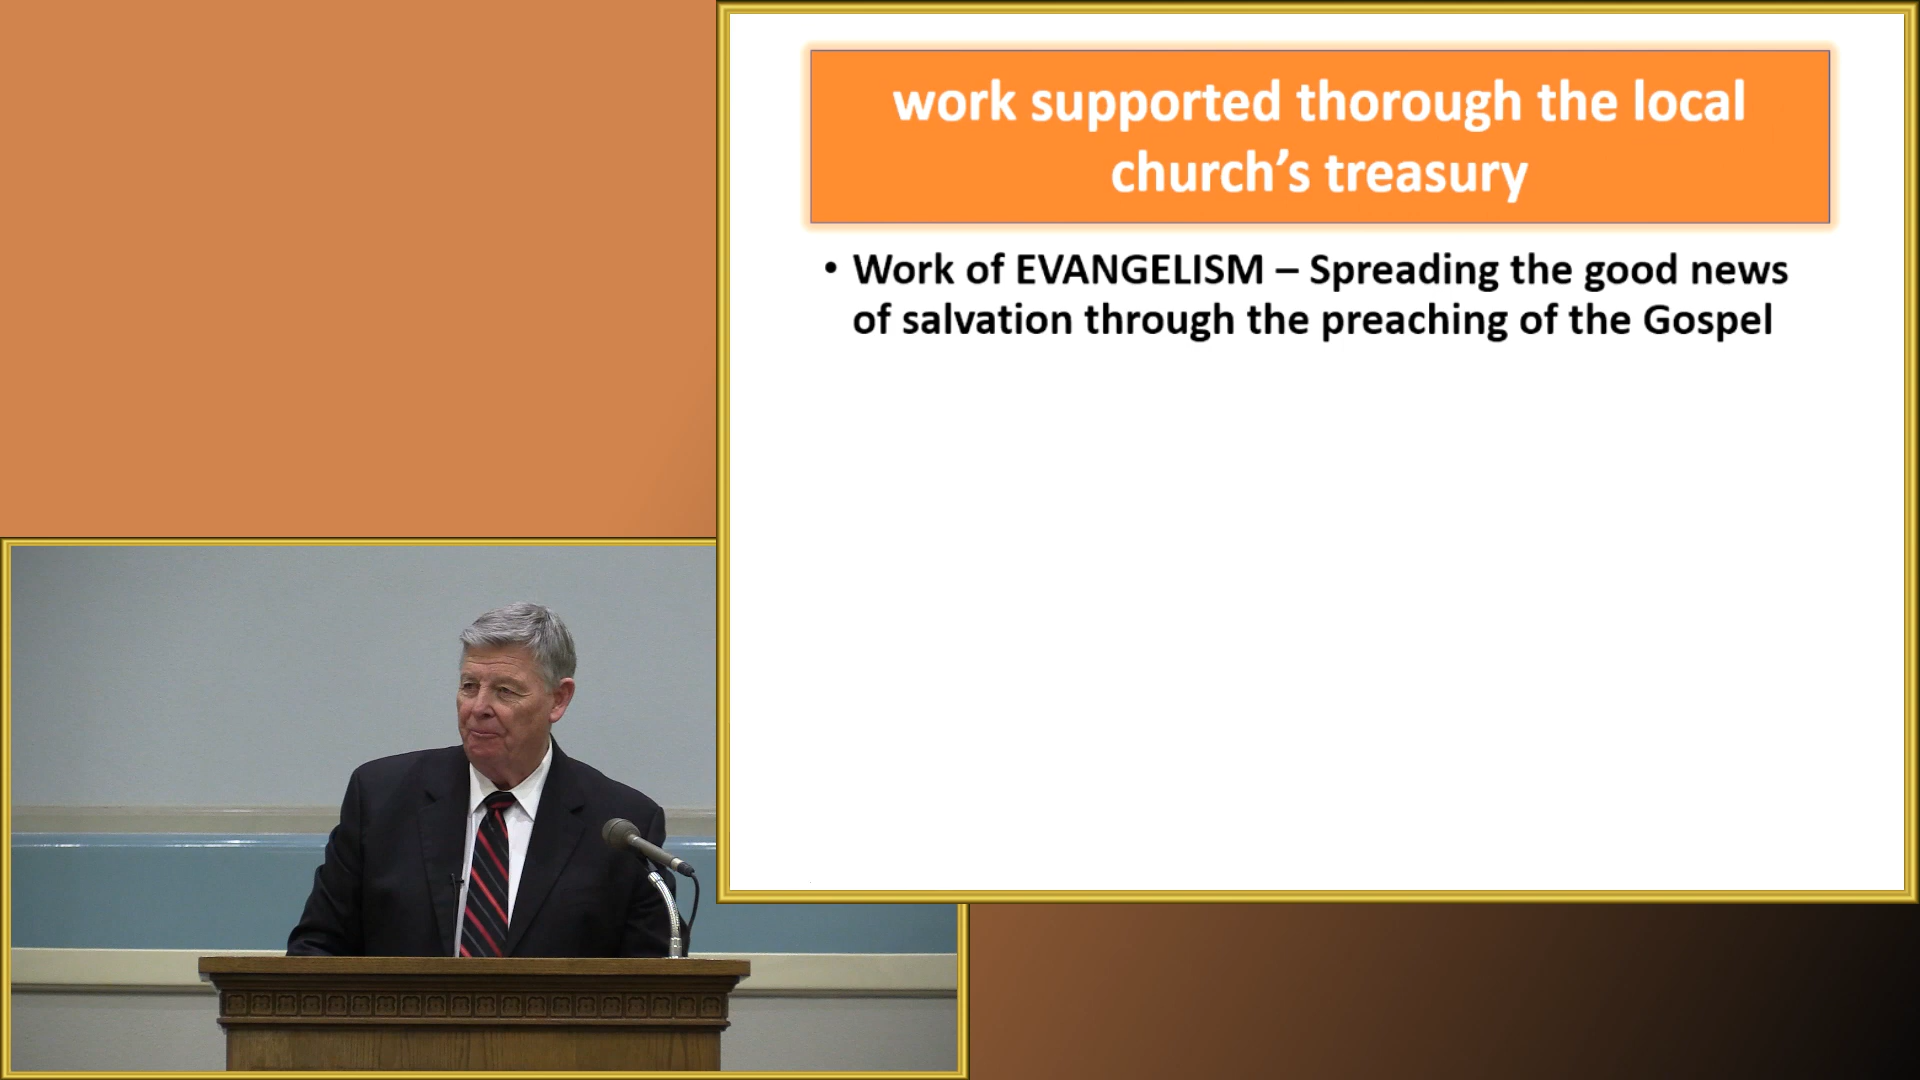 work supported thorough the local
church’s treasury
• Work of EVANGELISM – Spreading the good news
of salvation through the preaching of the Gospel